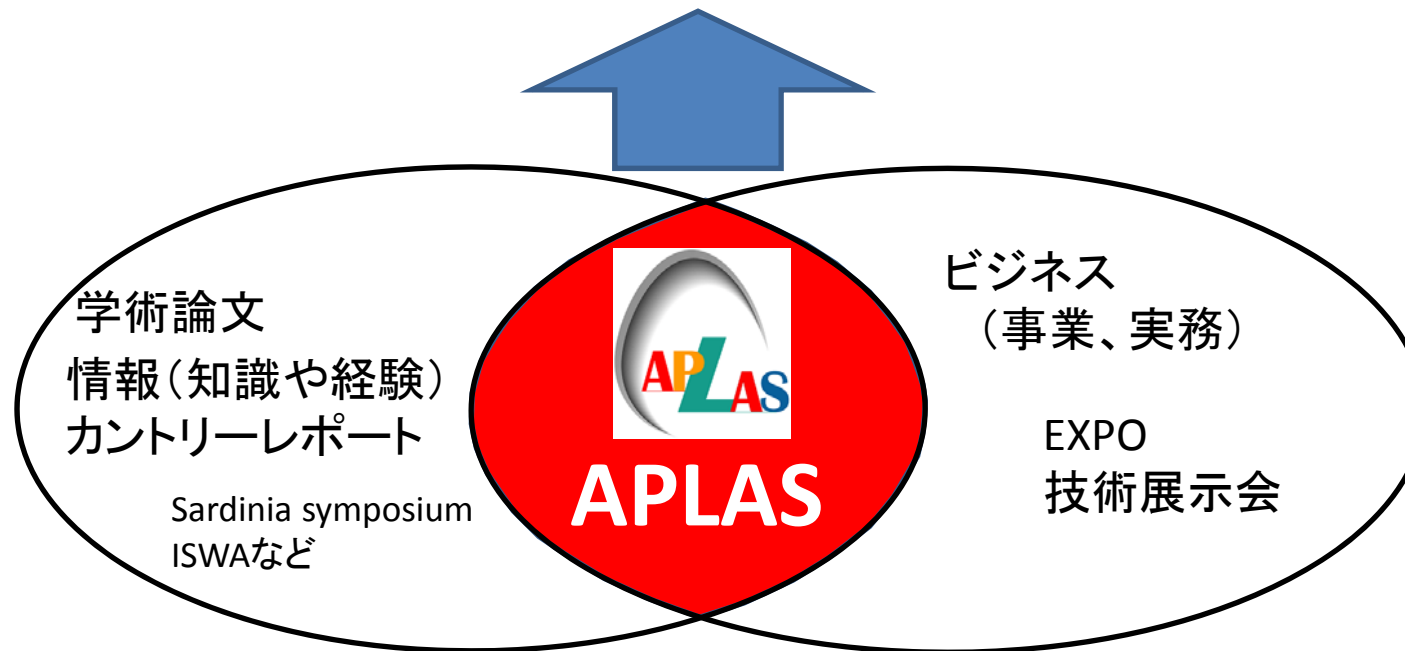 学術論文
情報(知識や経験)
カントリーレポート
Sardinia symposium
ISWAなど
APLAS
APLAS
ビジネス
(事業、実務)
EXPO
技術展示会